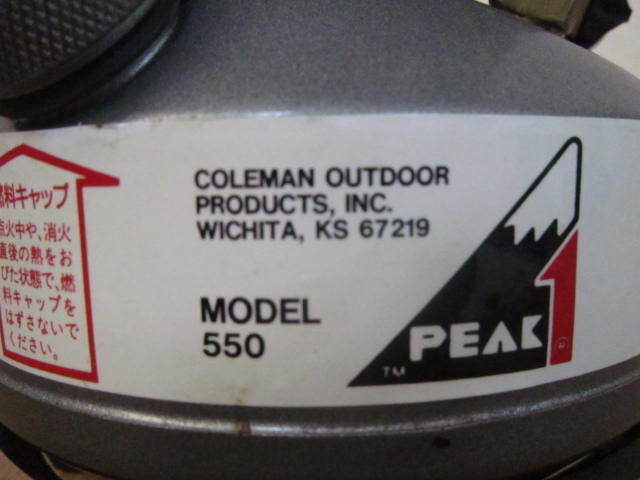 燃料キャップ
点火中や、消火
直後の熱をお
びた状態で、燃
料キャップを
はずさないで
ください。
COLEMAN OUTDOOR
PRODUCTS, INC.
WICHITA, KS 67219
MODEL
550
PEAK 1
TM
®